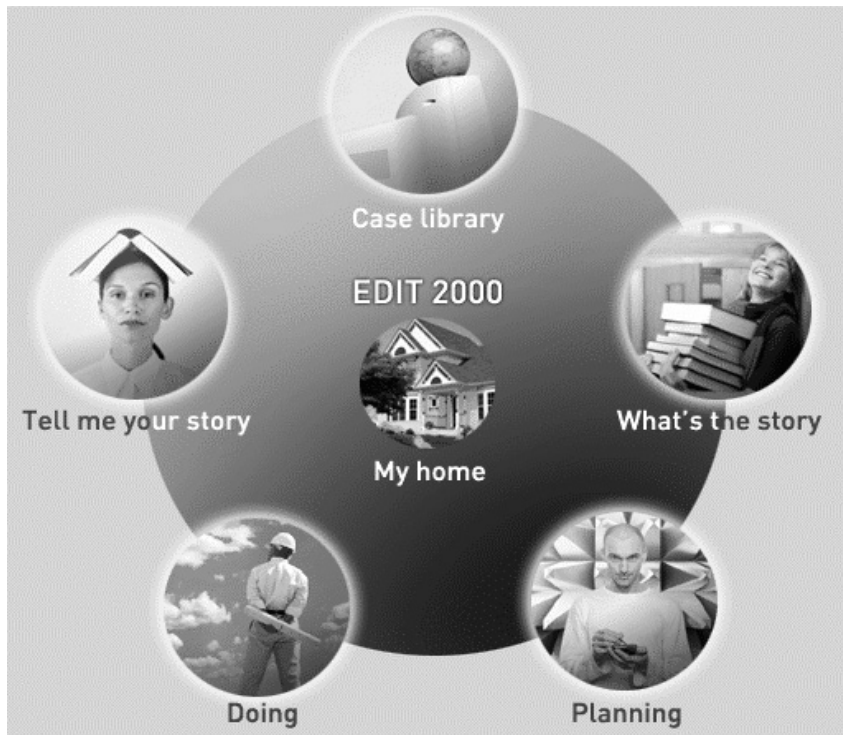 Case library
EDIT 2000
My home
Tell me your story
What's the story
Doing
Planning